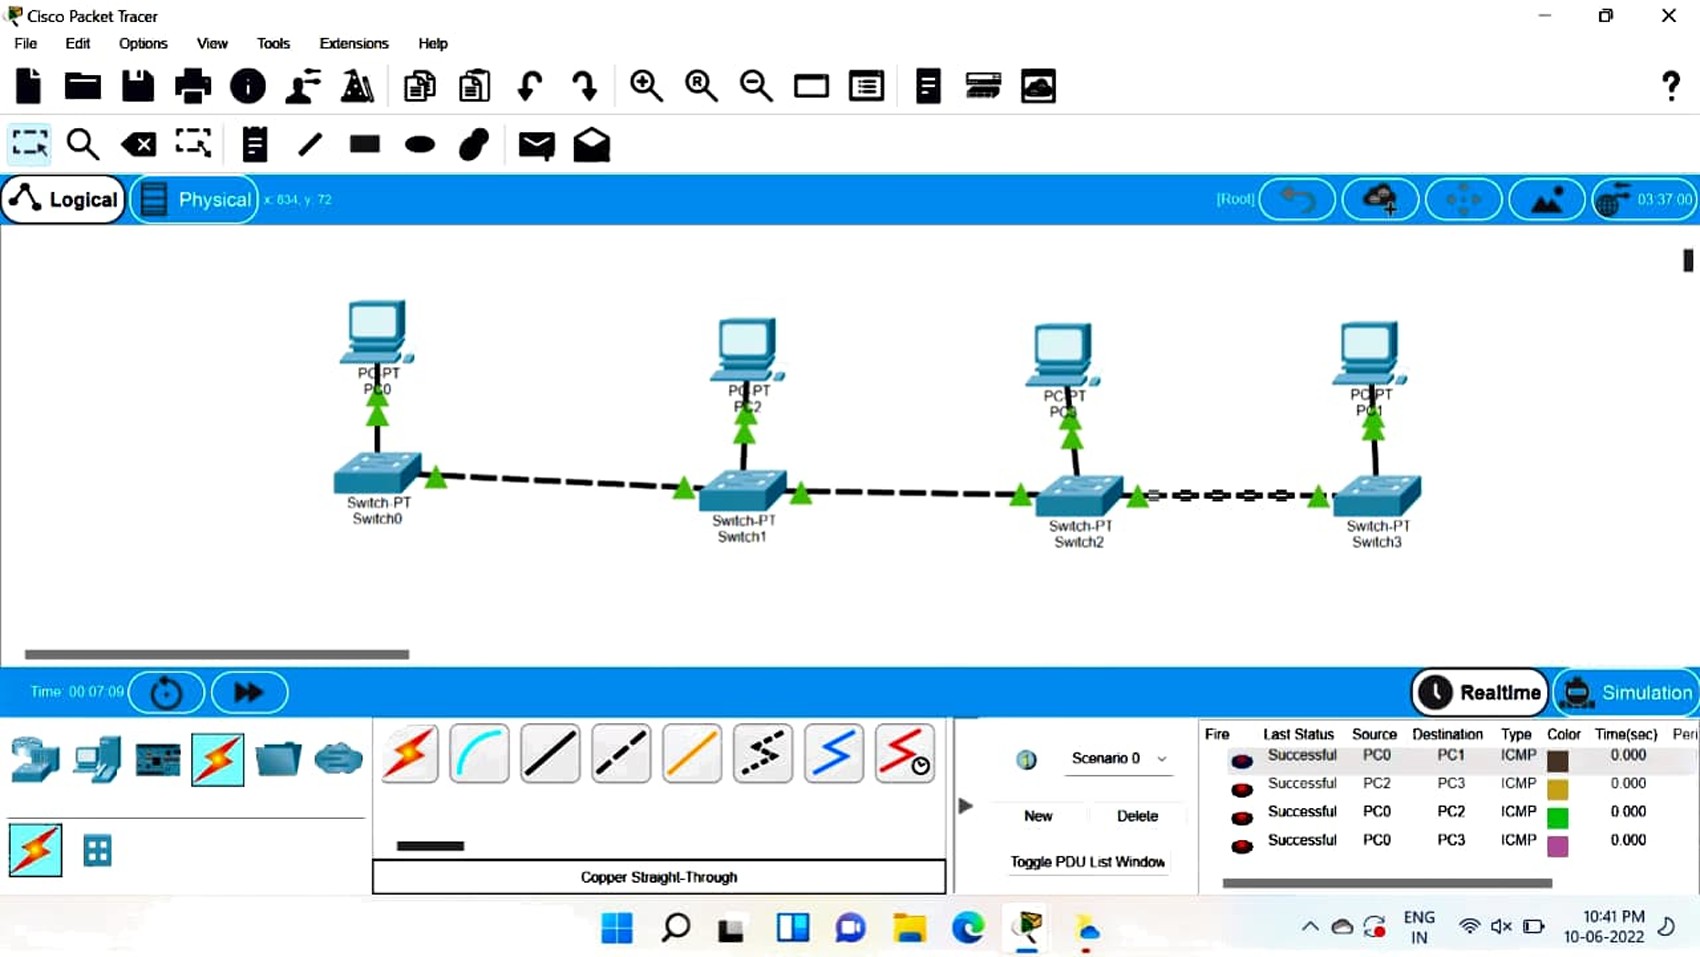 Cisco Packet Tracer
File Edit Options View Tools Extensions Help
Logical Physical x: 634, y: 72 [Root] 03:37:00
PC-PT
PC0
PC-PT
PC2
PC-PT
PC3
PC-PT
PC1
Switch-PT
Switch0
Switch-PT
Switch1
Switch-PT
Switch2
Switch-PT
Switch3
Time: 00:07:09 Realtime Simulation
Scenario 0
New Delete
Toggle PDU List Window
Copper Straight-Through
Fire Last Status Source Destination Type Color Time(sec) Peri
Successful PC0 PC1 ICMP 0.000
Successful PC2 PC3 ICMP 0.000
Successful PC0 PC2 ICMP 0.000
Successful PC0 PC3 ICMP 0.000
ENG
IN
10:41 PM
10-06-2022